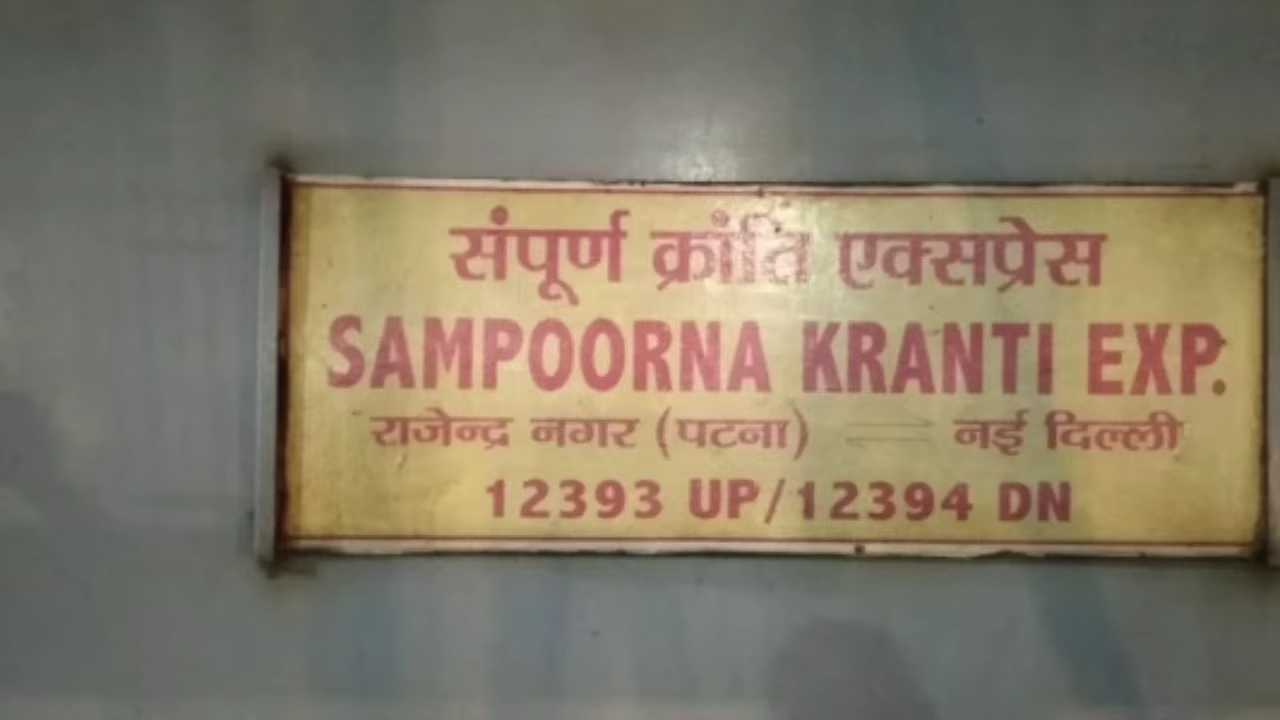 संपूर्ण क्रांति एक्सप्रेस
SAMPOORNA KRANTI EXP.
राजेन्द्र नगर (पटना) ⇌ नई दिल्ली
12393 UP/12394 DN